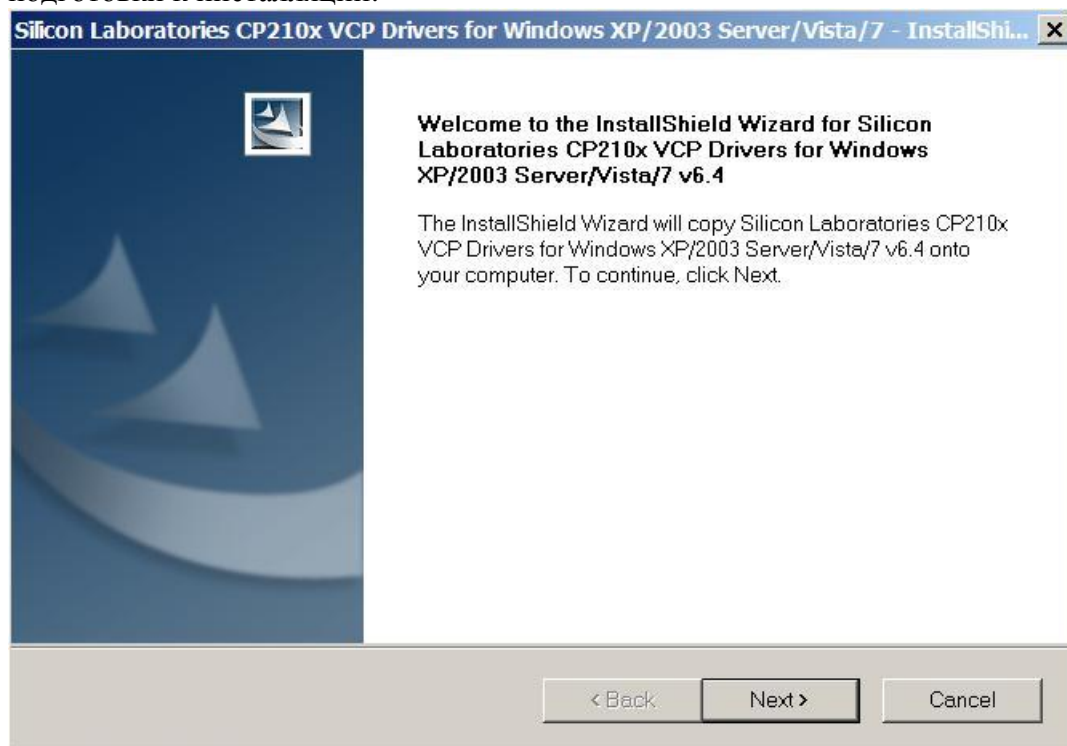 подготовки к инсталляции.
Silicon Laboratories CP210x VCP Drivers for Windows XP/2003 Server/Vista/7 - InstallShi...
Welcome to the InstallShield Wizard for Silicon
Laboratories CP210x VCP Drivers for Windows
XP/2003 Server/Vista/7 v6.4
The InstallShield Wizard will copy Silicon Laboratories CP210x
VCP Drivers for Windows XP/2003 Server/Vista/7 v6.4 onto
your computer. To continue, click Next.
< Back
Next >
Cancel